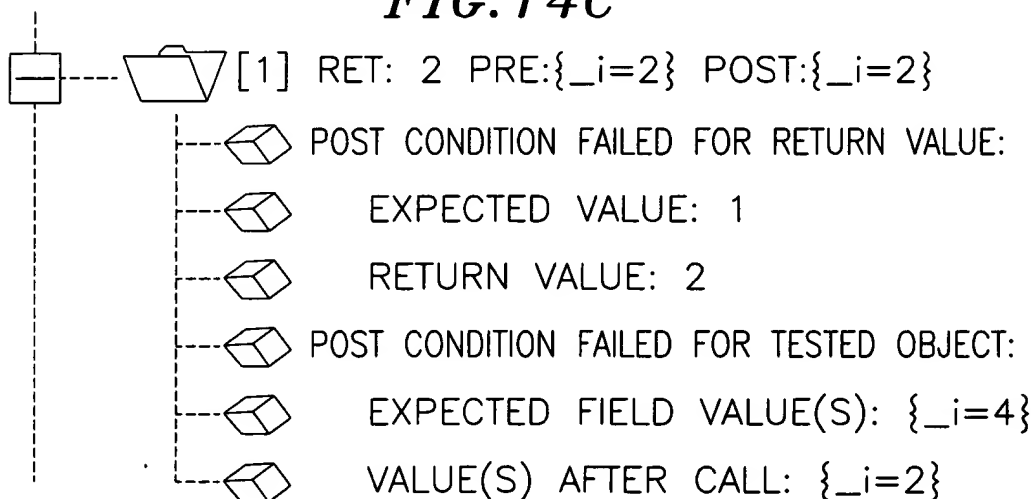 FIG. 14C
[1] RET: 2 PRE:{_i=2} POST:{_i=2}
POST CONDITION FAILED FOR RETURN VALUE:
EXPECTED VALUE: 1
RETURN VALUE: 2
POST CONDITION FAILED FOR TESTED OBJECT:
EXPECTED FIELD VALUE(S): {_i=4}
VALUE(S) AFTER CALL: {_i=2}